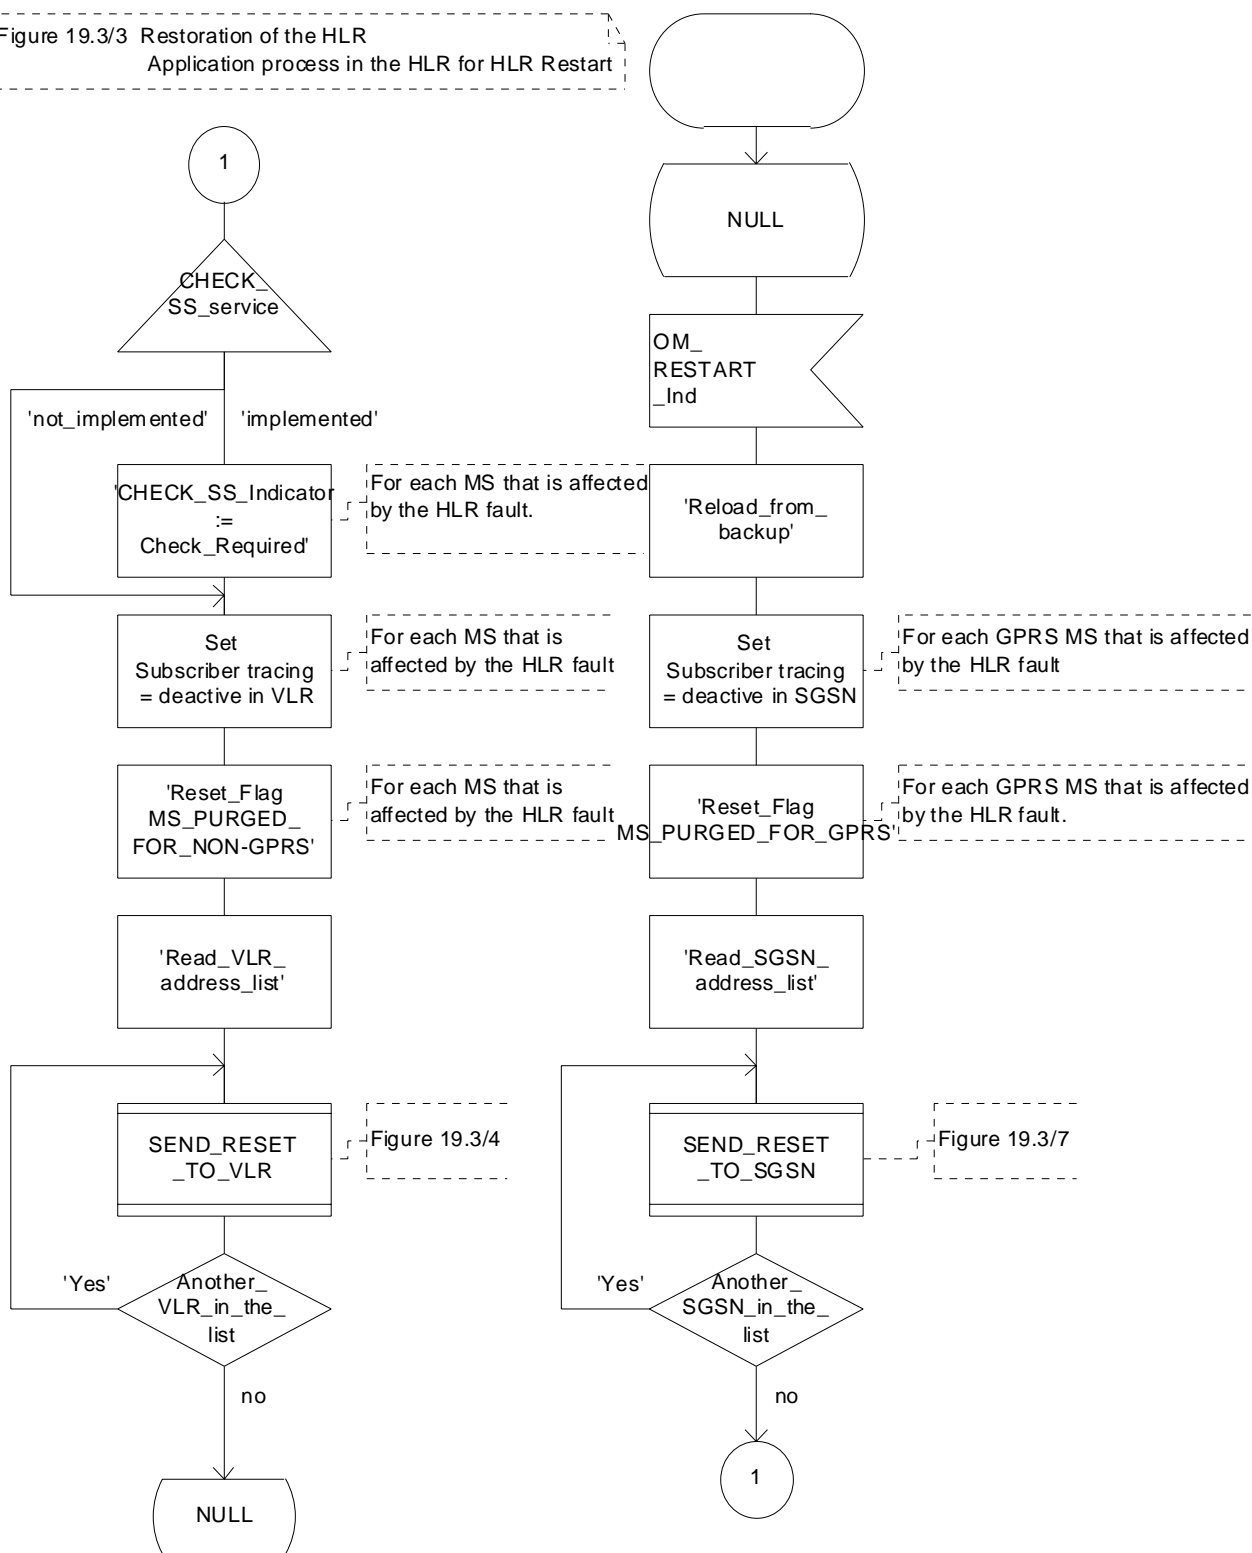 Figure 19.3/3 Restoration of the HLR
Application process in the HLR for HLR Restart
1
CHECK_
SS_service
'not_implemented'
'implemented'
'CHECK_SS_Indicator
:=
Check_Required'
For each MS that is affected
by the HLR fault.
Set
Subscriber tracing
= deactive in VLR
For each MS that is
affected by the HLR fault
'Reset_Flag
MS_PURGED_
FOR_NON-GPRS'
For each MS that is
affected by the HLR fault
'Read_VLR_
address_list'
SEND_RESET
_TO_VLR
Figure 19.3/4
'Yes'
Another_
VLR_in_the_
list
no
NULL
NULL
OM_
RESTART
_Ind
'Reload_from_
backup'
Set
Subscriber tracing
= deactive in SGSN
For each GPRS MS that is affected
by the HLR fault
'Reset_Flag
MS_PURGED_FOR_GPRS'
For each GPRS MS that is affected
by the HLR fault.
'Read_SGSN_
address_list'
SEND_RESET
_TO_SGSN
Figure 19.3/7
'Yes'
Another_
SGSN_in_the_
list
no
1